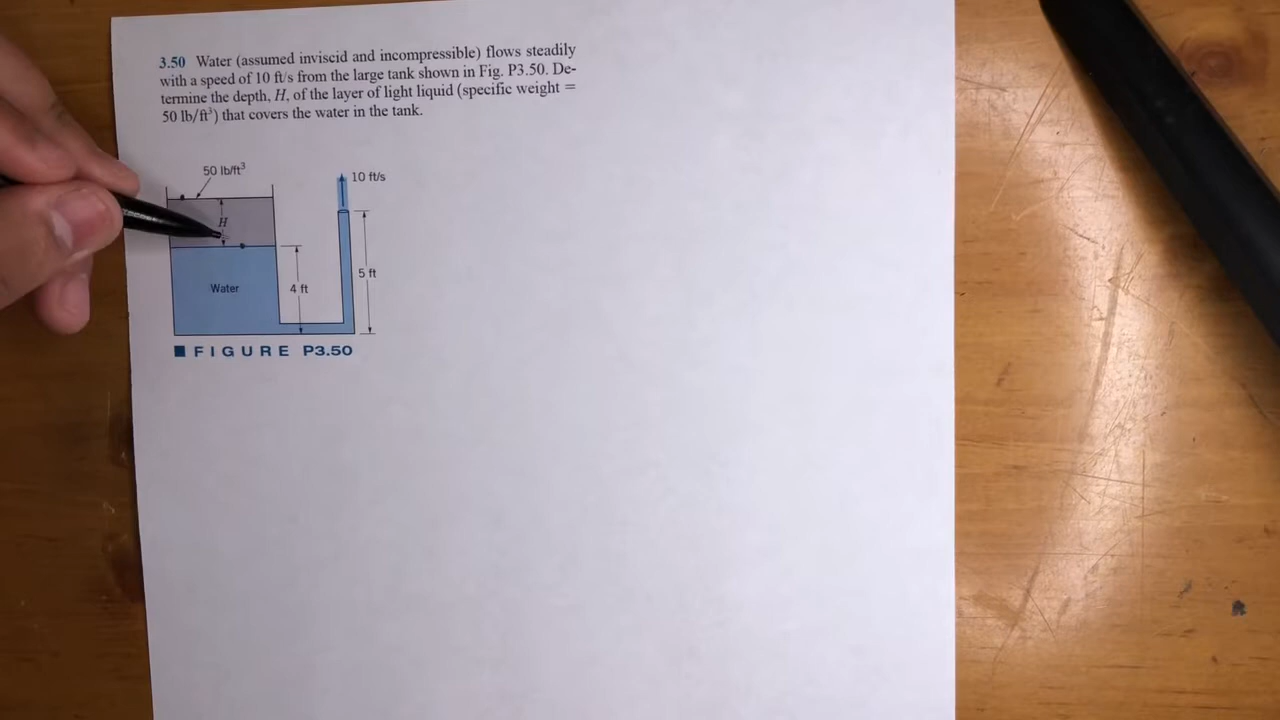 3.50 Water (assumed inviscid and incompressible) flows steadily
with a speed of 10 ft/s from the large tank shown in Fig. P3.50. De-
termine the depth, H, of the layer of light liquid (specific weight =
50 lb/ft³) that covers the water in the tank.
50 lb/ft³
10 ft/s
H
5 ft
Water
4 ft
FIGURE P3.50